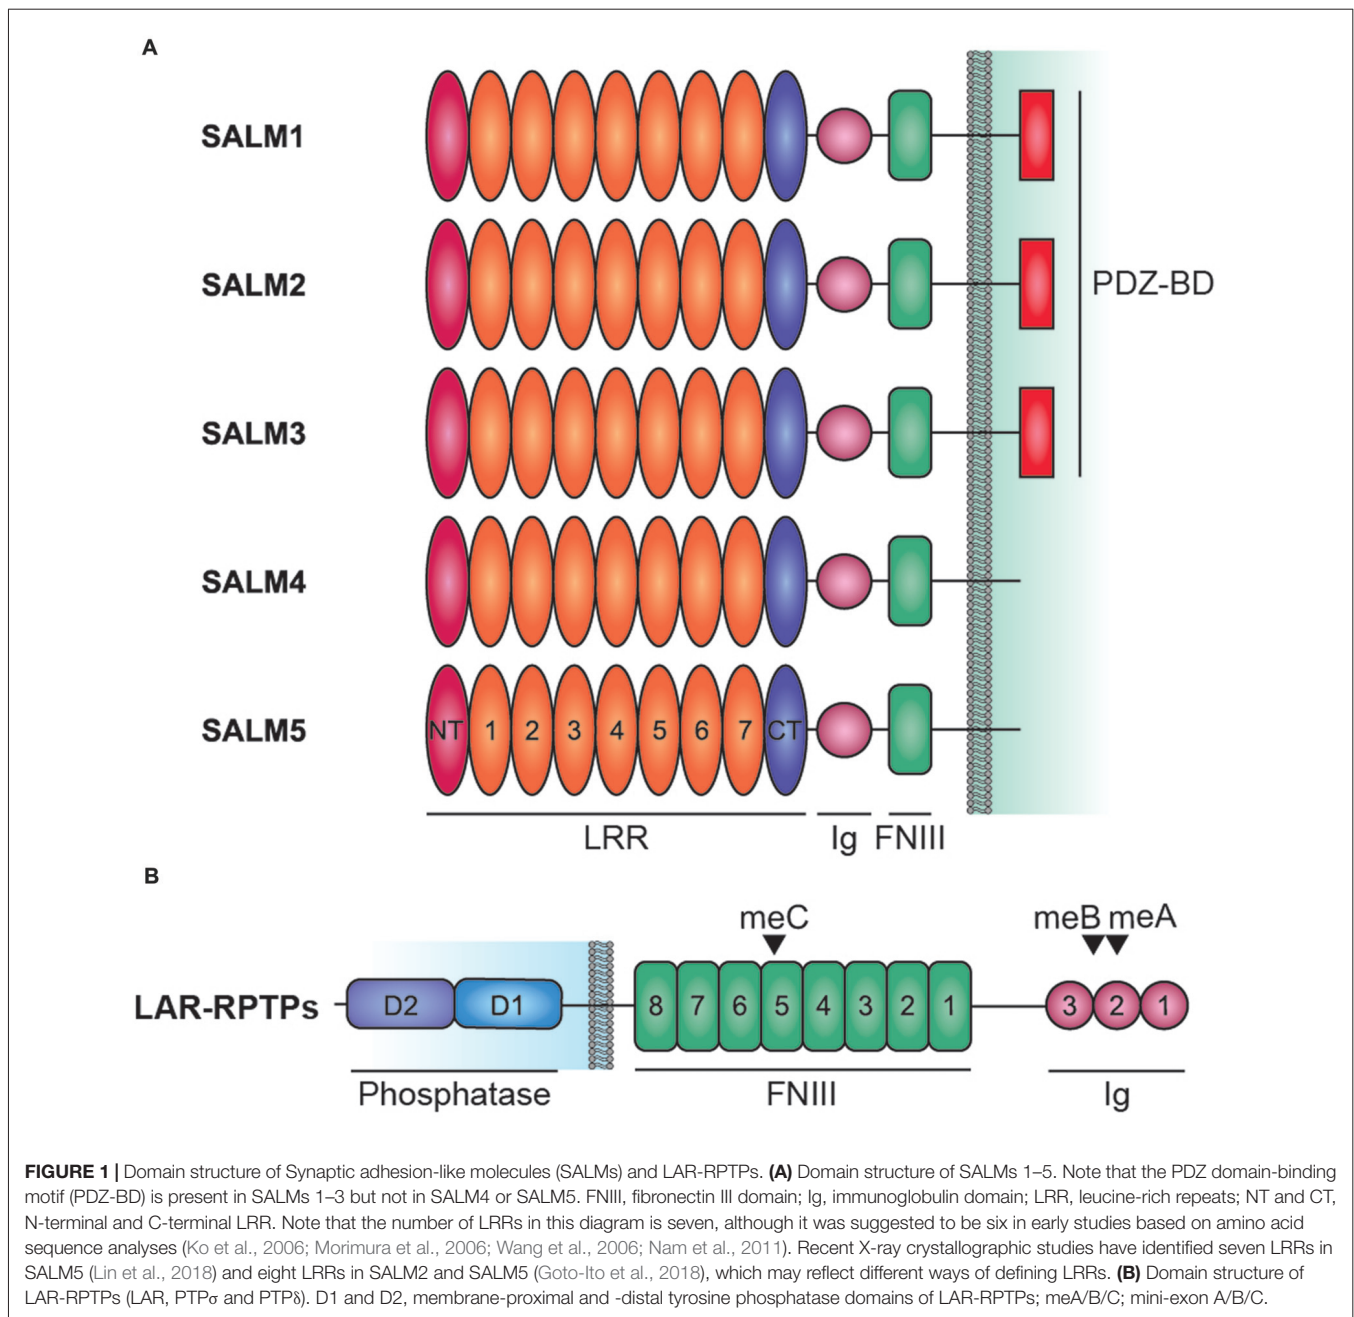 A
SALM1
SALM2
PDZ-BD
SALM3
SALM4
SALM5
NT 1 2 3 4 5 6 7 CT
LRR Ig FNIII
B
meC meB meA
LAR-RPTPs D2 D1 8 7 6 5 4 3 2 1 3 2 1
Phosphatase FNIII Ig
FIGURE 1 | Domain structure of Synaptic adhesion-like molecules (SALMs) and LAR-RPTPs. (A) Domain structure of SALMs 1–5. Note that the PDZ domain-binding
motif (PDZ-BD) is present in SALMs 1–3 but not in SALM4 or SALM5. FNIII, fibronectin III domain; Ig, immunoglobulin domain; LRR, leucine-rich repeats; NT and CT,
N-terminal and C-terminal LRR. Note that the number of LRRs in this diagram is seven, although it was suggested to be six in early studies based on amino acid
sequence analyses (Ko et al., 2006; Morimura et al., 2006; Wang et al., 2006; Nam et al., 2011). Recent X-ray crystallographic studies have identified seven LRRs in
SALM5 (Lin et al., 2018) and eight LRRs in SALM2 and SALM5 (Goto-Ito et al., 2018), which may reflect different ways of defining LRRs. (B) Domain structure of
LAR-RPTPs (LAR, PTPσ and PTPδ). D1 and D2, membrane-proximal and -distal tyrosine phosphatase domains of LAR-RPTPs; meA/B/C; mini-exon A/B/C.